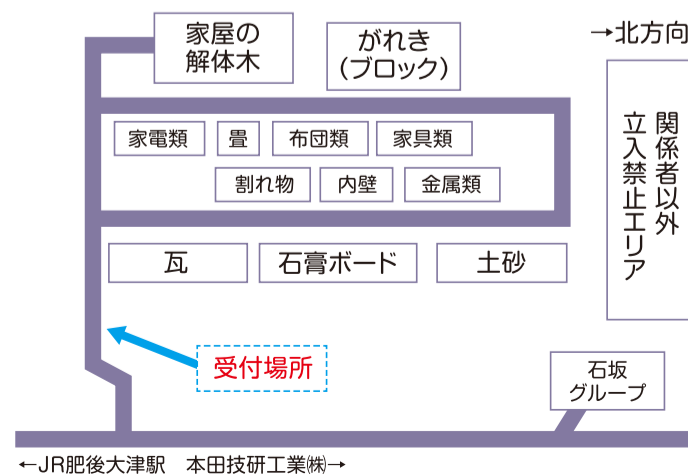 家屋の
解体木
がれき
(ブロック)
→北方向
関係者以外
立入禁止エリア
家電類
畳
布団類
家具類
割れ物
内壁
金属類
瓦
石膏ボード
土砂
受付場所
石坂
グループ
←JR肥後大津駅 本田技研工業㈱→